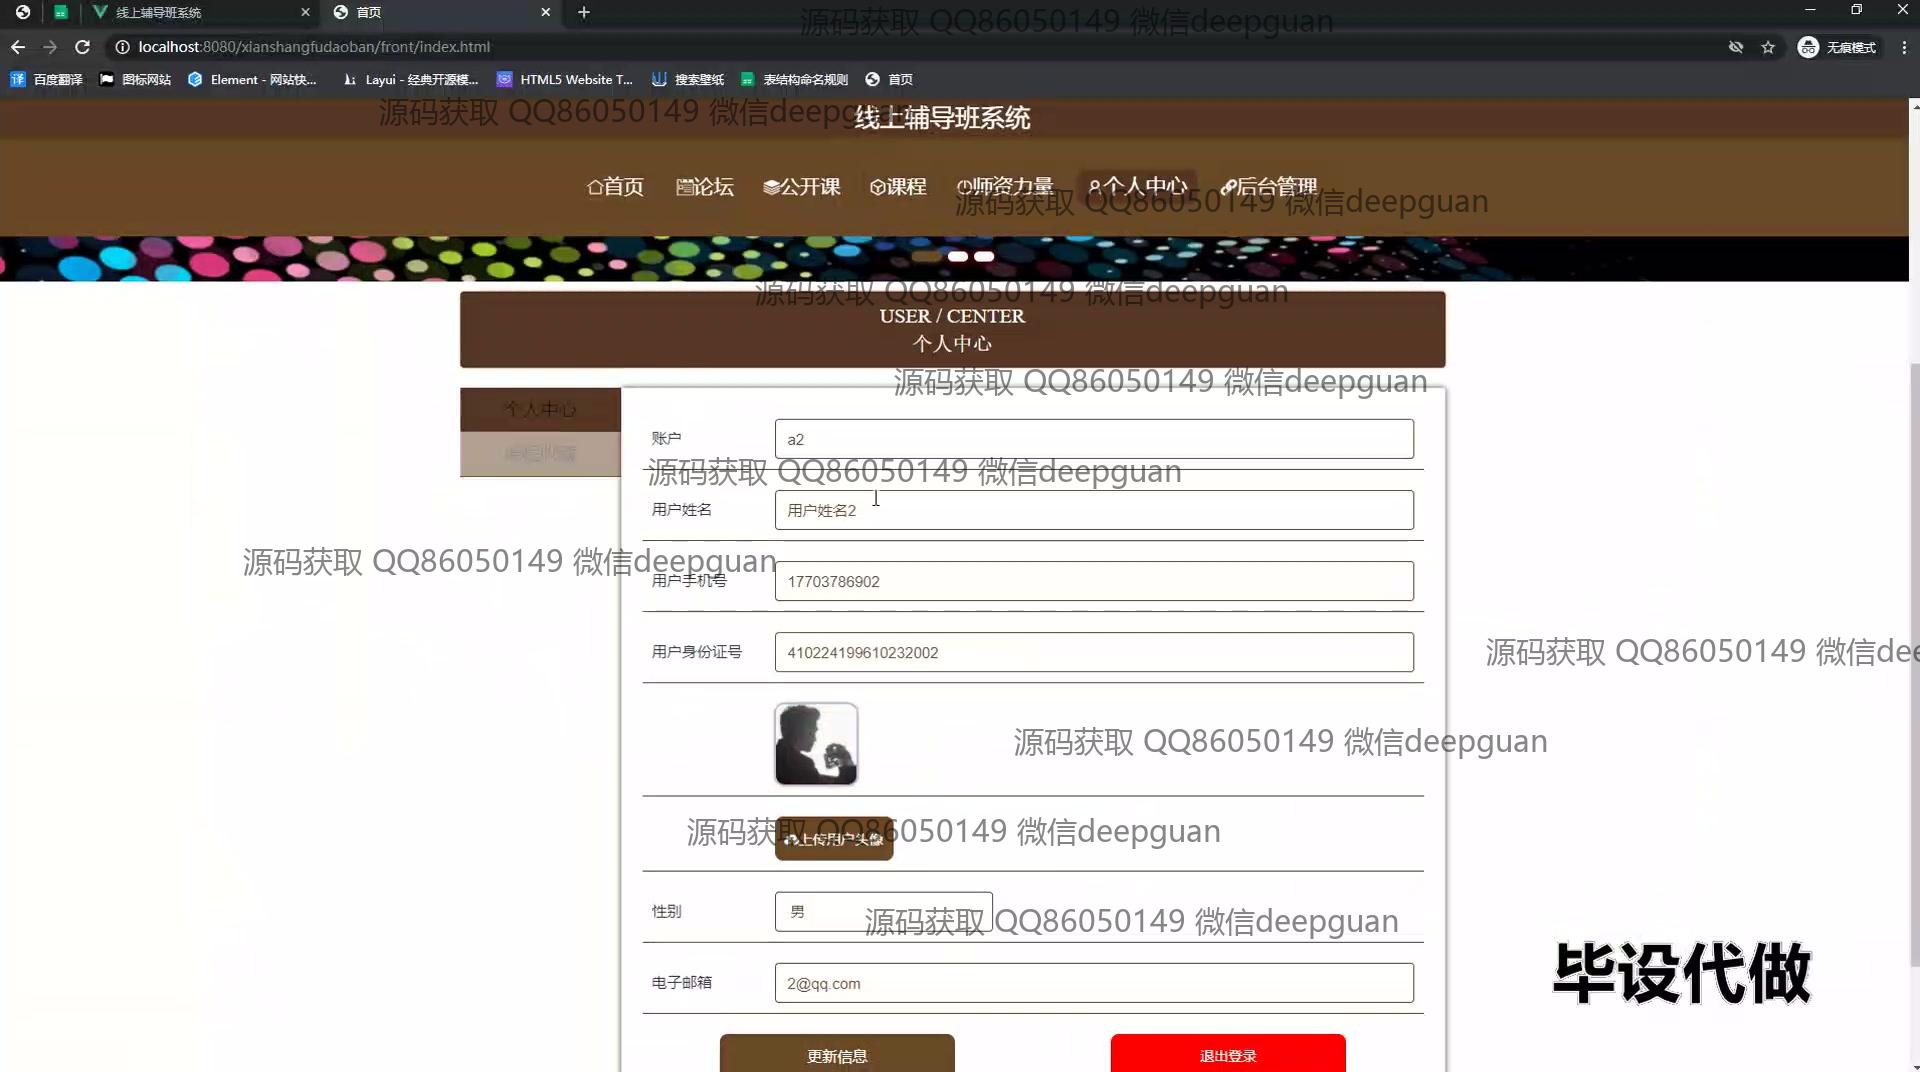 线上辅导班系统
首页
localhost:8080/xianshangfudaoban/front/index.html
无痕模式
百度翻译
图标网站
Element - 网站快...
Layui - 经典开源模...
HTML5 Website T...
搜索壁纸
表结构命名规则
首页
源码获取 QQ86050149 微信deepguan
源码获取 QQ86050149 微信deepguan
线上辅导班系统
首页
论坛
公开课
课程
师资力量
个人中心
后台管理
源码获取 QQ86050149 微信deepguan
源码获取 QQ86050149 微信deepguan
USER / CENTER
个人中心
源码获取 QQ86050149 微信deepguan
个人中心
账户
a2
源码获取 QQ86050149 微信deepguan
用户姓名
用户姓名2
源码获取 QQ86050149 微信deepguan
用户手机号
17703786902
用户身份证号
410224199610232002
源码获取 QQ86050149 微信dee
源码获取 QQ86050149 微信deepguan
源码获取 QQ86050149 微信deepguan
上传用户头像
性别
男
源码获取 QQ86050149 微信deepguan
电子邮箱
2@qq.com
毕设代做
更新信息
退出登录